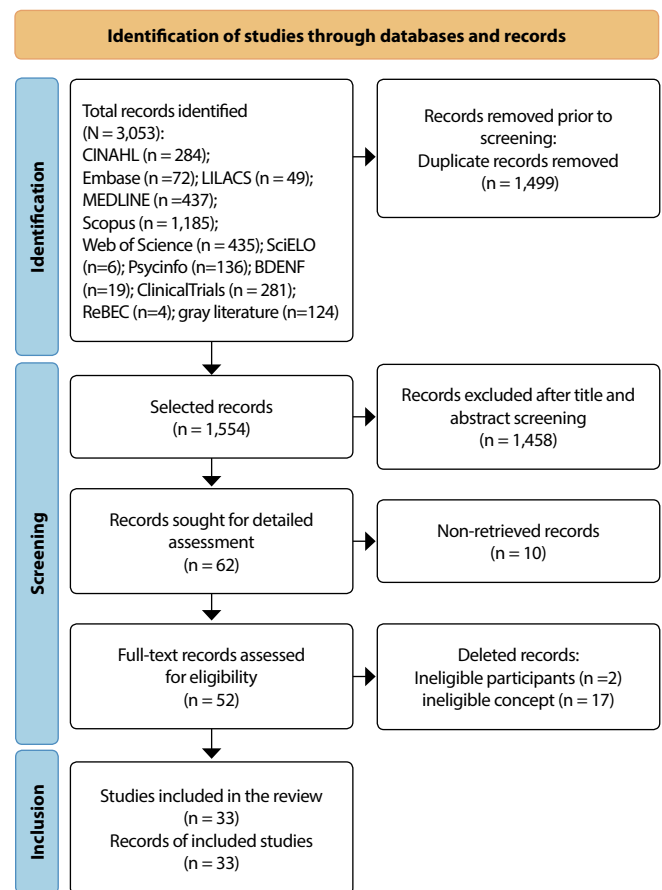 Identification of studies through databases and records
Identification
Total records identified
(N = 3,053):
CINAHL (n = 284);
Embase (n =72); LILACS (n = 49);
MEDLINE (n =437);
Scopus (n = 1,185);
Web of Science (n = 435); SciELO
(n=6); Psycinfo (n=136); BDENF
(n=19); ClinicalTrials (n = 281);
ReBEC (n=4); gray literature (n=124)
Records removed prior to
screening:
Duplicate records removed
(n = 1,499)
Screening
Selected records
(n = 1,554)
Records excluded after title and
abstract screening
(n = 1,458)
Records sought for detailed
assessment
(n = 62)
Non-retrieved records
(n = 10)
Full-text records assessed
for eligibility
(n = 52)
Deleted records:
Ineligible participants (n =2)
ineligible concept (n = 17)
Inclusion
Studies included in the review
(n = 33)
Records of included studies
(n = 33)